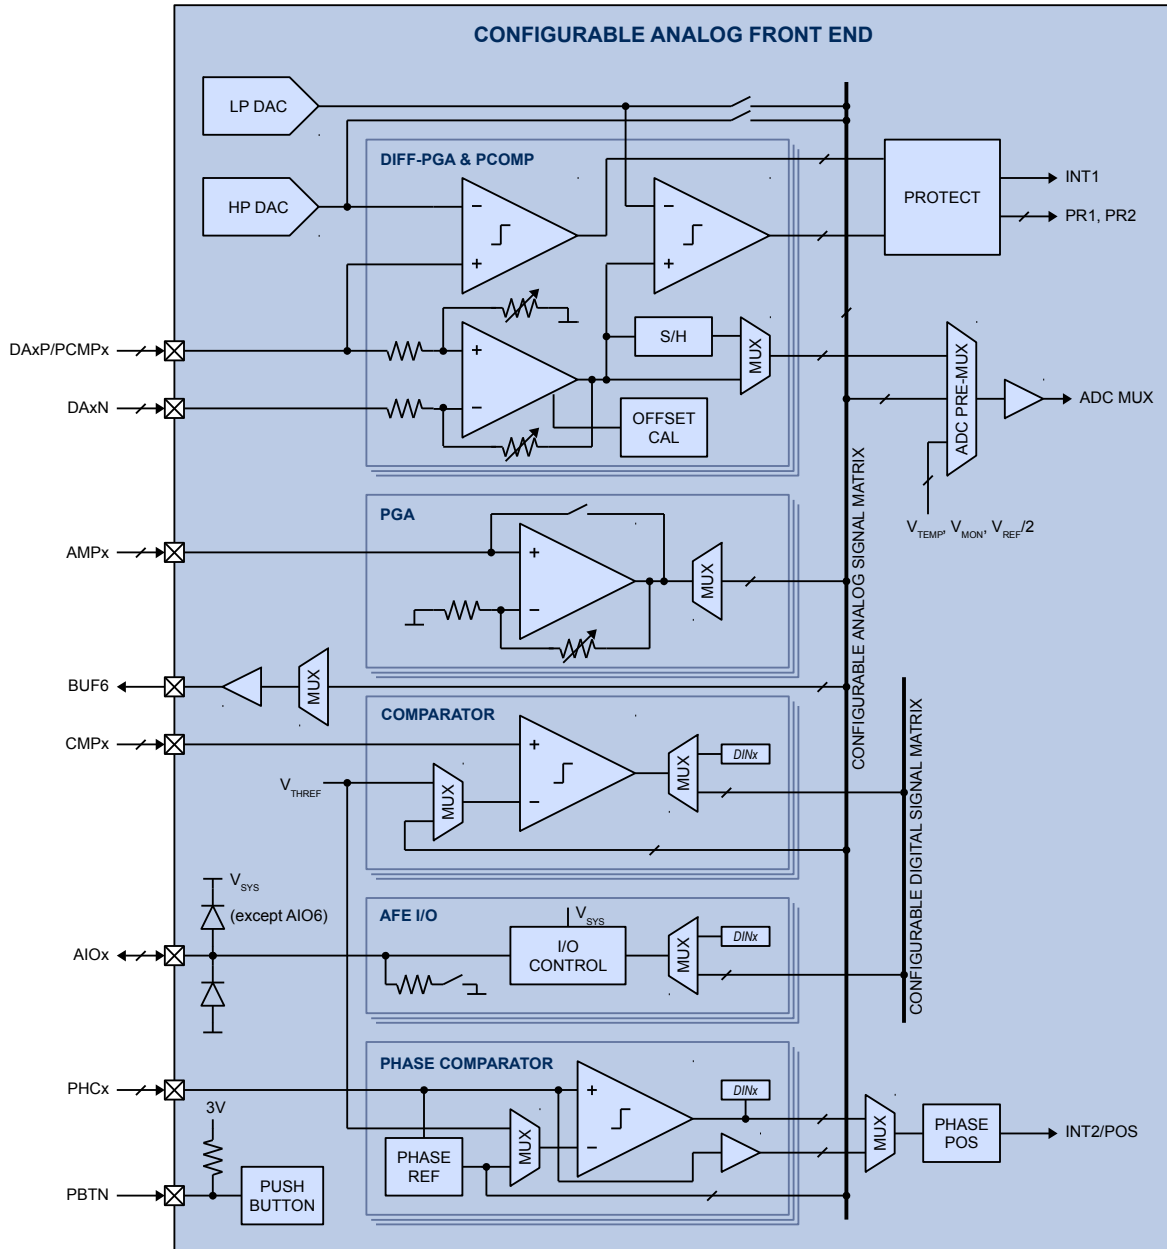 CONFIGURABLE ANALOG FRONT END
LP DAC
HP DAC
DIFF-PGA & PCOMP
−
+
−
+
PROTECT
INT1
PR1, PR2
DAxP/PCMPx
DAxN
+
−
S/H
MUX
OFFSET
CAL
ADC PRE-MUX
ADC MUX
VTEMP, VMON, VREF/2
CONFIGURABLE ANALOG SIGNAL MATRIX
PGA
AMPx
+
−
MUX
BUF6
MUX
COMPARATOR
CMPx
VTHREF
MUX
+
−
MUX
DINx
CONFIGURABLE DIGITAL SIGNAL MATRIX
VSYS
(except AIO6)
AIOx
AFE I/O
VSYS
I/O
CONTROL
MUX
DINx
PHASE COMPARATOR
PHCx
3V
PBTN
PUSH
BUTTON
PHASE
REF
MUX
+
−
DINx
MUX
PHASE
POS
INT2/POS